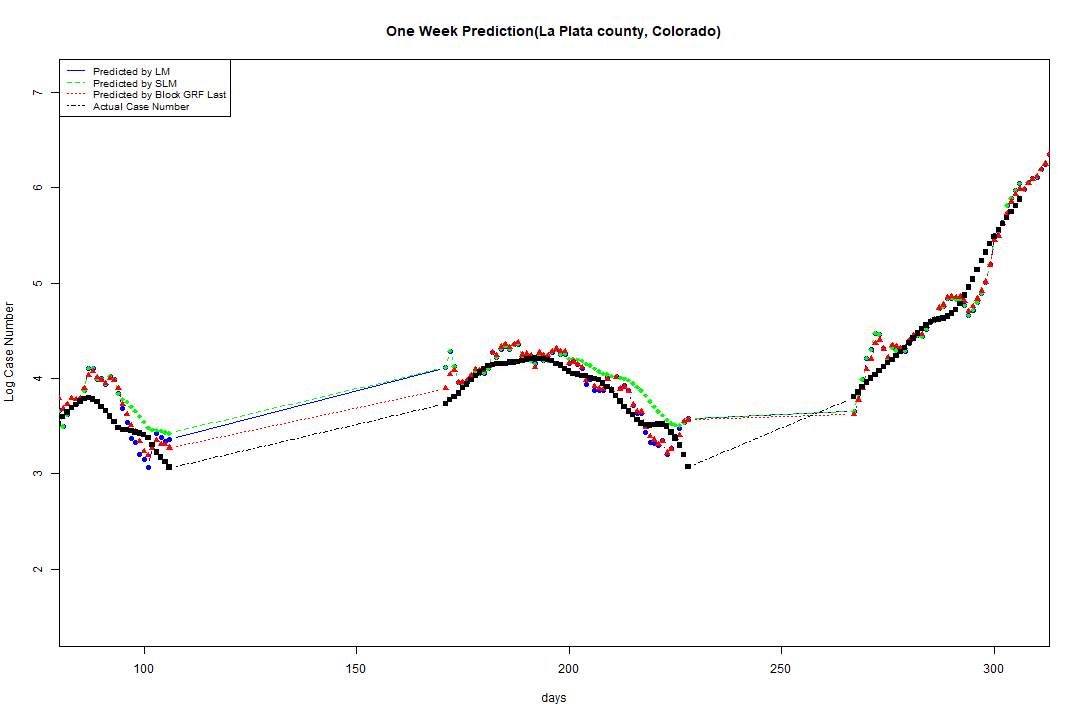 One Week Prediction(La Plata county, Colorado)
Predicted by LM
Predicted by SLM
Predicted by Block GRF Last
Actual Case Number
7
6
5
4
3
2
Log Case Number
100 150 200 250 300
days